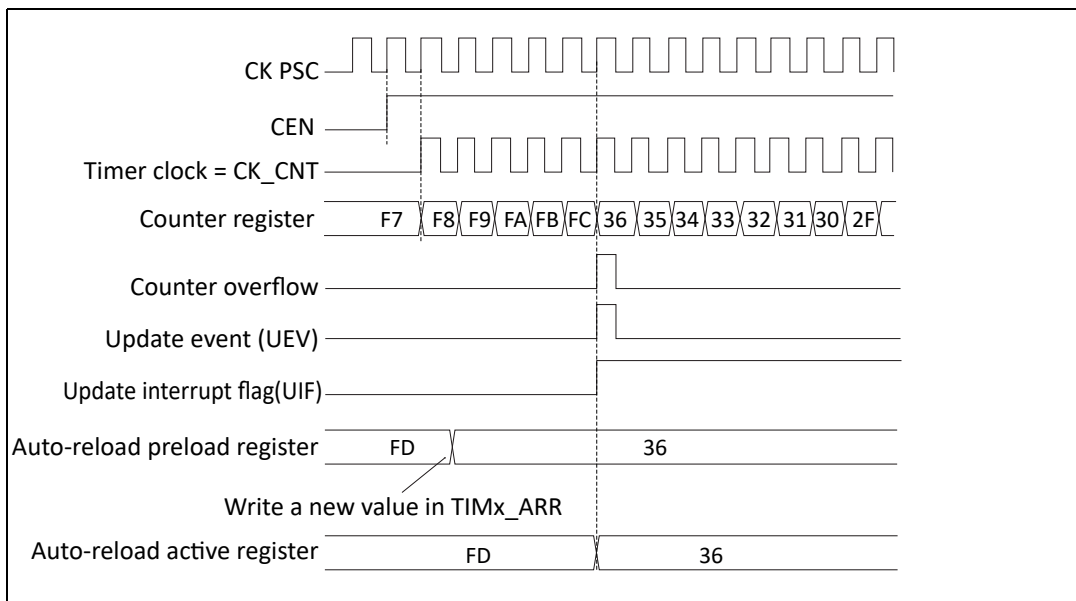 CK PSC
CEN
Timer clock = CK_CNT
Counter register F7 F8 F9 FA FB FC 36 35 34 33 32 31 30 2F
Counter overflow
Update event (UEV)
Update interrupt flag(UIF)
Auto-reload preload register FD 36
Write a new value in TIMx_ARR
Auto-reload active register FD 36